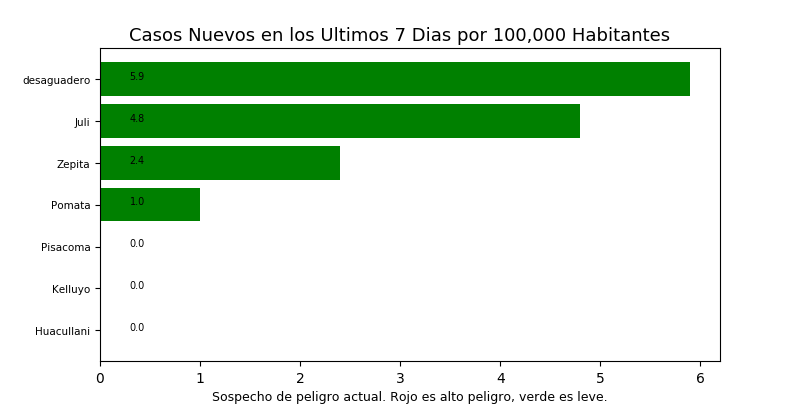 Casos Nuevos en los Ultimos 7 Dias por 100,000 Habitantes
desaguadero 5.9
Juli 4.8
Zepita 2.4
Pomata 1.0
Pisacoma 0.0
Kelluyo 0.0
Huacullani 0.0
0 1 2 3 4 5 6
Sospecho de peligro actual. Rojo es alto peligro, verde es leve.